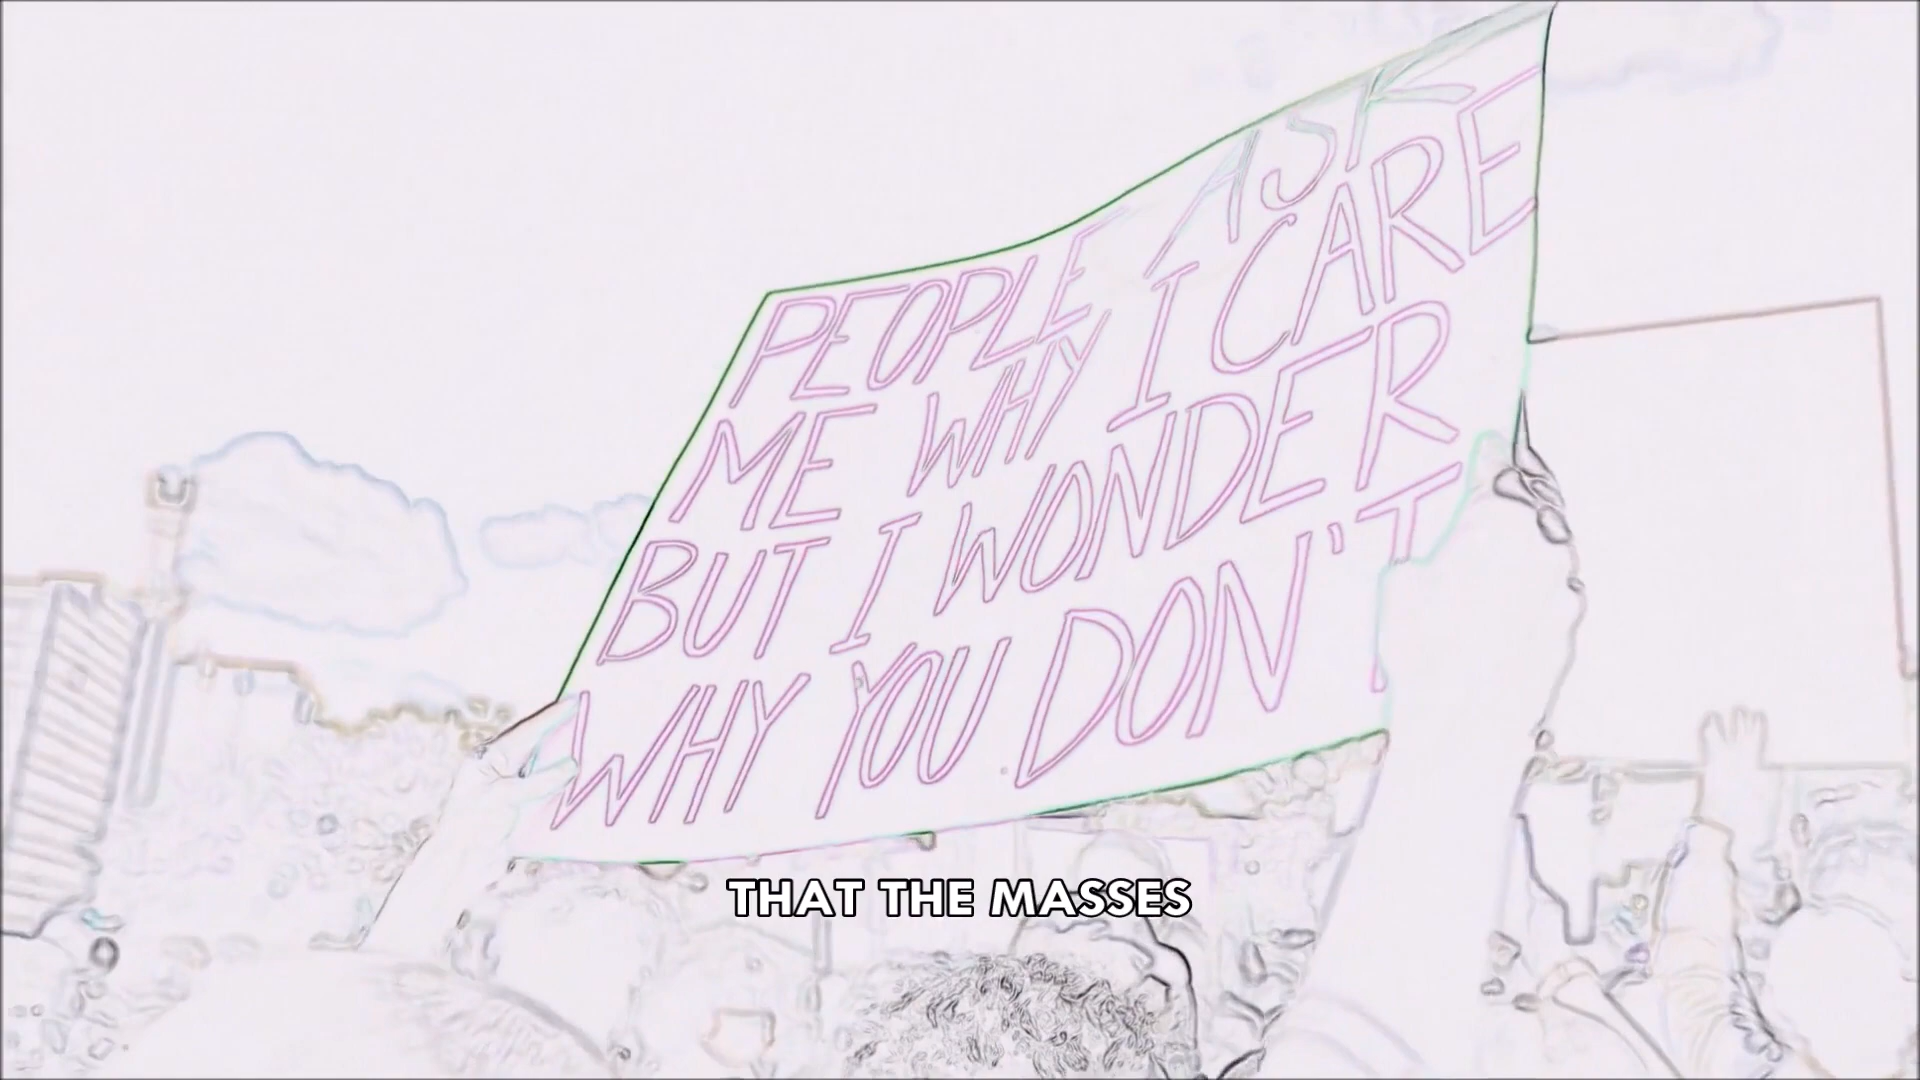 PEOPLE ASK
ME WHY I CARE
BUT I WONDER
WHY YOU DON'T
THAT THE MASSES